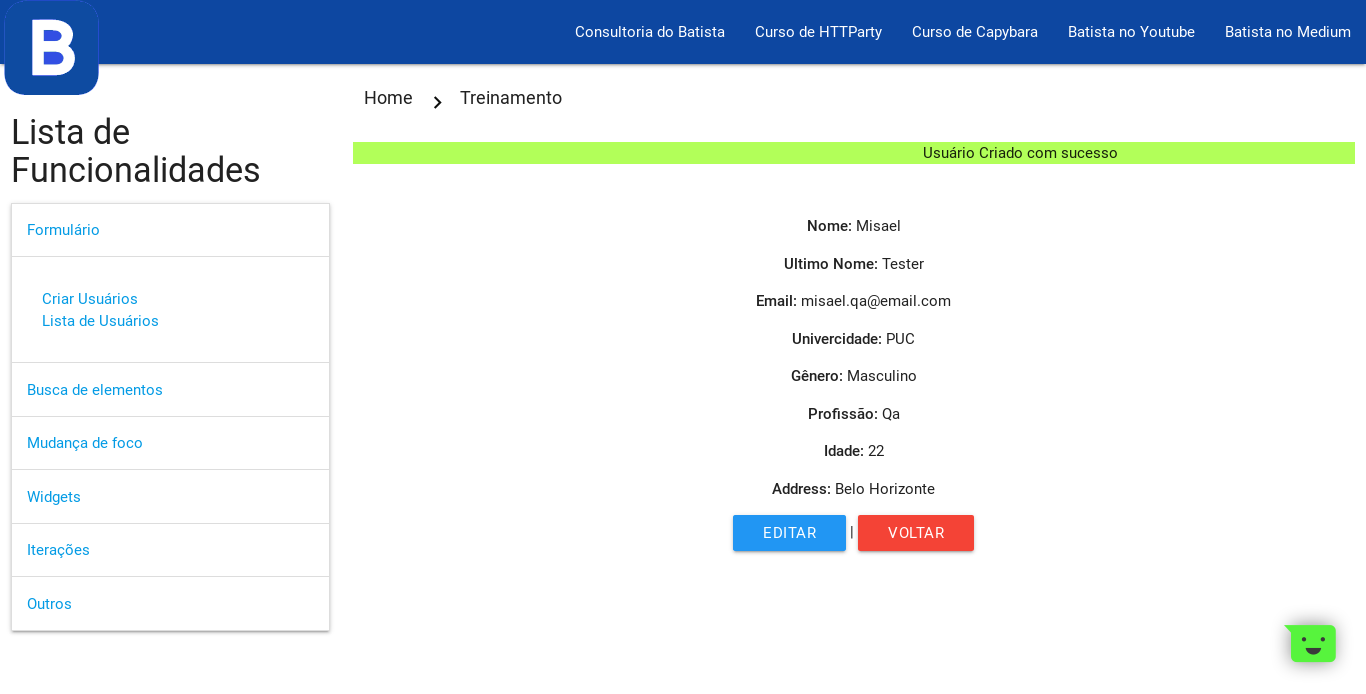 B
Consultoria do Batista Curso de HTTParty Curso de Capybara Batista no Youtube Batista no Medium
Home Treinamento
Lista de
Funcionalidades
Formulário
Criar Usuários
Lista de Usuários
Busca de elementos
Mudança de foco
Widgets
Iterações
Outros
Usuário Criado com sucesso
Nome: Misael
Ultimo Nome: Tester
Email: misael.qa@email.com
Univercidade: PUC
Gênero: Masculino
Profissão: Qa
Idade: 22
Address: Belo Horizonte
EDITAR | VOLTAR